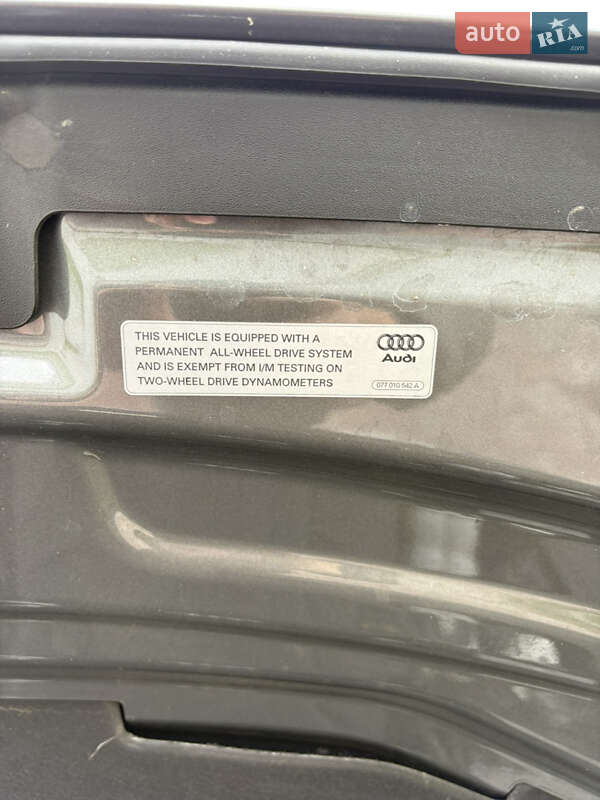 auto RIA
.com
THIS VEHICLE IS EQUIPPED WITH A
PERMANENT ALL-WHEEL DRIVE SYSTEM
AND IS EXEMPT FROM I/M TESTING ON
TWO-WHEEL DRIVE DYNAMOMETERS
Audi
077 010 542 A